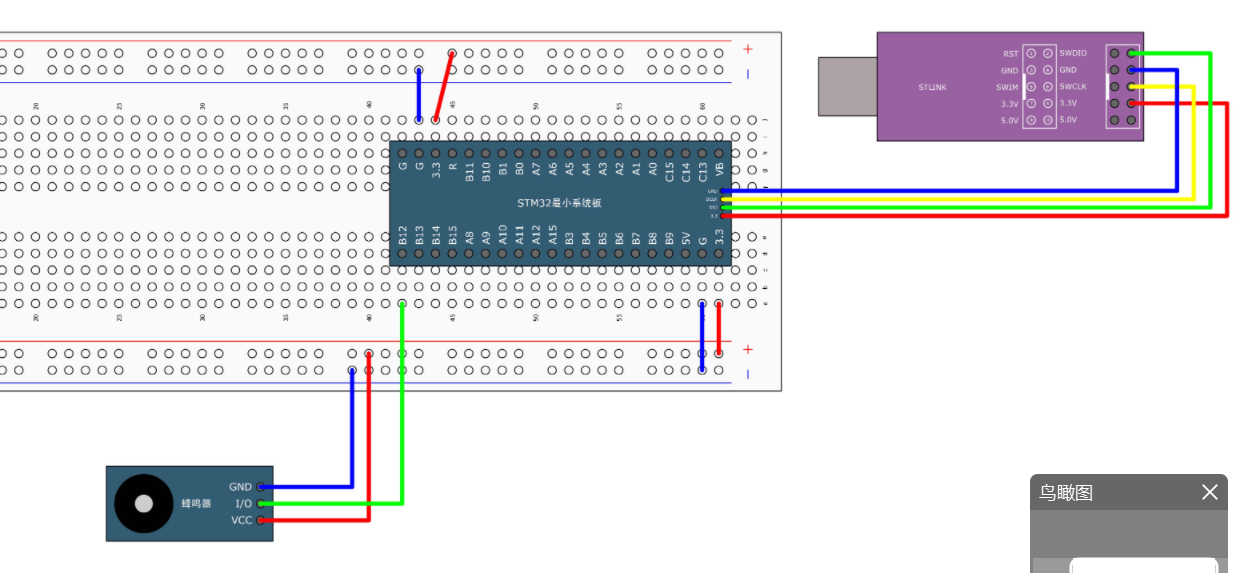 +
RST SWDIO
GND GND
STLINK SWIM SWCLK
3.3V 3.3V
5.0V 5.0V
20 25 30 35 40 45 50 55 60
G G 3.3 R B11 B10 B1 B0 A7 A6 A5 A4 A3 A2 A1 A0 C15 C14 C13 VB
STM32最小系统板
GND
3.3
B12 B13 B14 B15 A8 A9 A10 A11 A12 A15 B3 B4 B5 B6 B7 B8 B9 5V G 3.3
20 25 30 35 40 45 50 55
+
GND
蜂鸣器 I/O
VCC
鸟瞰图